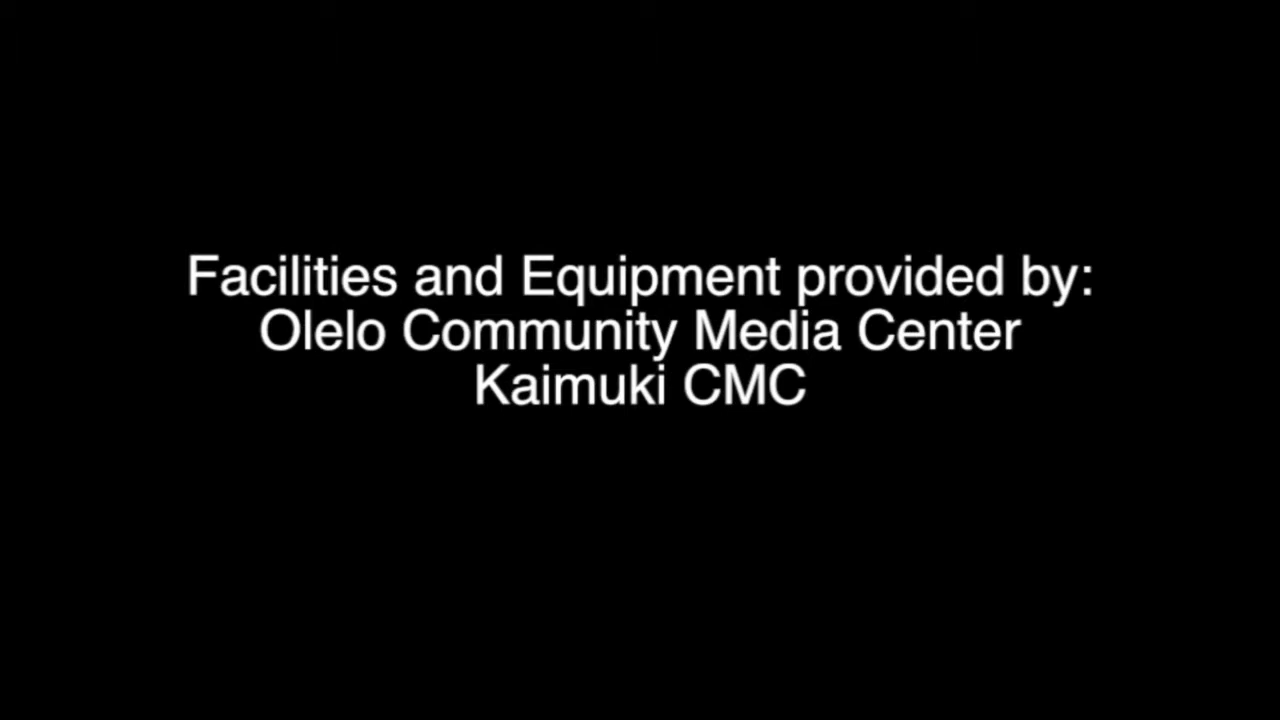 Facilities and Equipment provided by:
Olelo Community Media Center
Kaimuki CMC